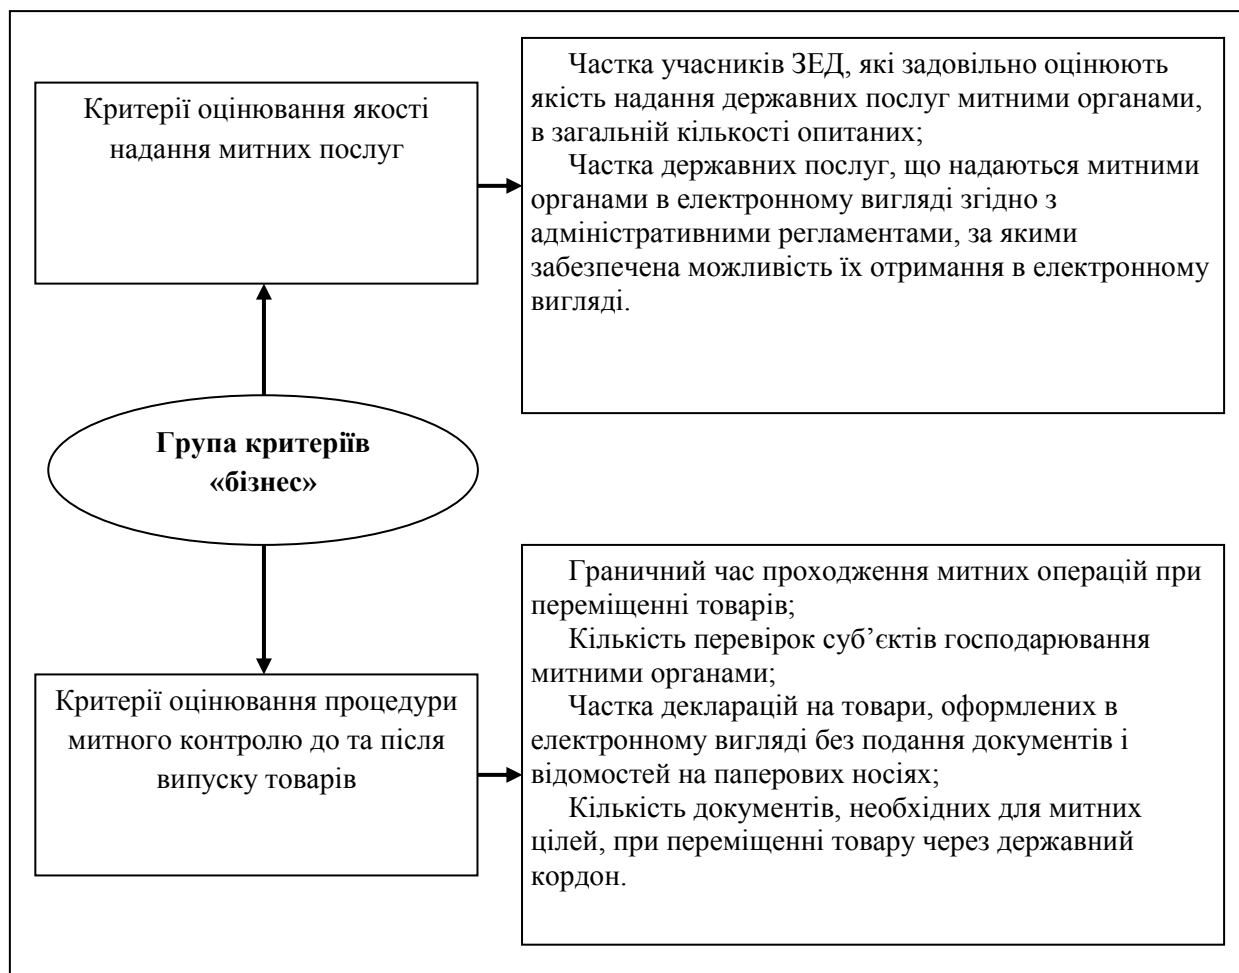 Критерії оцінювання якості
надання митних послуг
Частка учасників ЗЕД, які задовільно оцінюють
якість надання державних послуг митними органами,
в загальній кількості опитаних;
Частка державних послуг, що надаються митними
органами в електронному вигляді згідно з
адміністративними регламентами, за якими
забезпечена можливість їх отримання в електронному
вигляді.
Група критеріїв
«бізнес»
Граничний час проходження митних операцій при
переміщенні товарів;
Кількість перевірок суб’єктів господарювання
митними органами;
Частка декларацій на товари, оформлених в
електронному вигляді без подання документів і
відомостей на паперових носіях;
Кількість документів, необхідних для митних
цілей, при переміщенні товару через державний
кордон.
Критерії оцінювання процедури
митного контролю до та після
випуску товарів